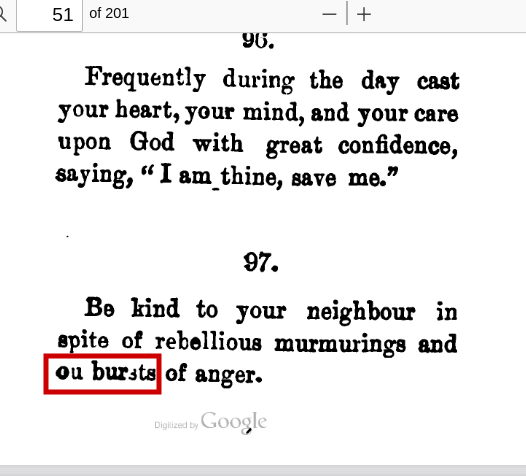 51 of 201
96.
Frequently during the day cast
your heart, your mind, and your care
upon God with great confidence,
saying, “I am thine, save me.”
97.
Be kind to your neighbour in
spite of rebellious murmurings and
ou bursts of anger.
Digitized by Google